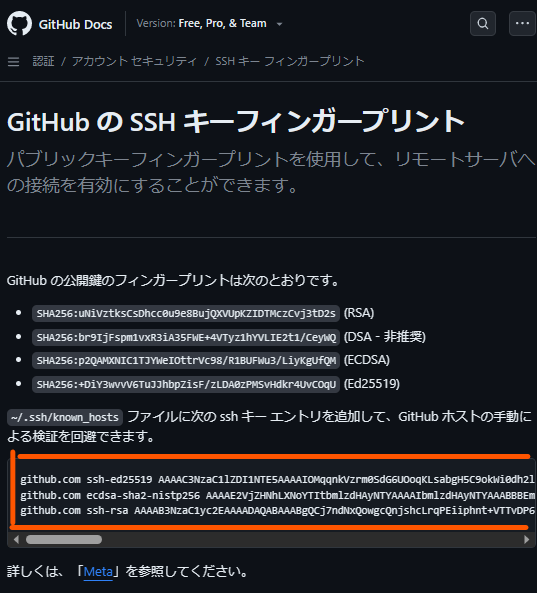 GitHub Docs Version: Free, Pro, & Team
認証 / アカウント セキュリティ / SSH キー フィンガープリント
GitHub の SSH キーフィンガープリント
パブリックキーフィンガープリントを使用して、リモートサーバへ
の接続を有効にすることができます。
GitHub の公開鍵のフィンガープリントは次のとおりです。
SHA256:uNiVztksCsDhcc0u9e8BujQXVUpKZIDTMczCvj3tD2s (RSA)
SHA256:br9IjFspm1vxR3iA35FWE+4VTyz1hYVLIE2t1/CeyWQ (DSA - 非推奨)
SHA256:p2QAMXNIC1TJYWeIOttrVc98/R1BUFWu3/LiyKgUfQM (ECDSA)
SHA256:+DiY3wvvV6TuJJhbpZisF/zLDA0zPMSvHdkr4UvCOqU (Ed25519)
~/.ssh/known_hosts ファイルに次の ssh キー エントリを追加して、GitHub ホストの手動に
よる検証を回避できます。
github.com ssh-ed25519 AAAAC3NzaC1lZDI1NTE5AAAAIOMqqnkVzrm0SdG6UOoqKLsabgH5C9okWi0dh2l
github.com ecdsa-sha2-nistp256 AAAAE2VjZHNhLXNoYTItbmlzdHAyNTYAAAAIbmlzdHAyNTYAAABBBEm
github.com ssh-rsa AAAAB3NzaC1yc2EAAAADAQABAAABgQCj7ndNxQowgcQnjshcLrqPEiiphnt+VTTvDP6
詳しくは、「Meta」を参照してください。